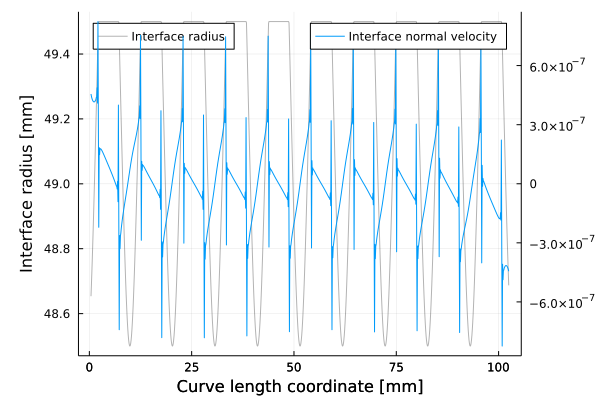 Interface radius
Interface normal velocity
Interface radius [mm]
49.4
49.2
49.0
48.8
48.6
6.0×10⁻⁷
3.0×10⁻⁷
0
−3.0×10⁻⁷
−6.0×10⁻⁷
0 25 50 75 100
Curve length coordinate [mm]